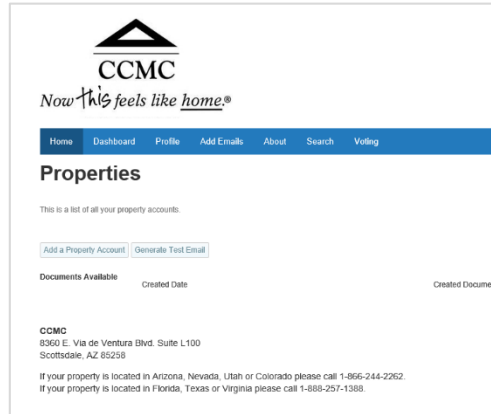 CCMC
Now this feels like home.®
Home Dashboard Profile Add Emails About Search Voting
Properties
This is a list of all your property accounts.
Add a Property Account Generate Test Email
Documents Available
Created Date Created Docume
CCMC
8360 E. Via de Ventura Blvd. Suite L100
Scottsdale, AZ 85258
If your property is located in Arizona, Nevada, Utah or Colorado please call 1-866-244-2262.
If your property is located in Florida, Texas or Virginia please call 1-888-257-1388.